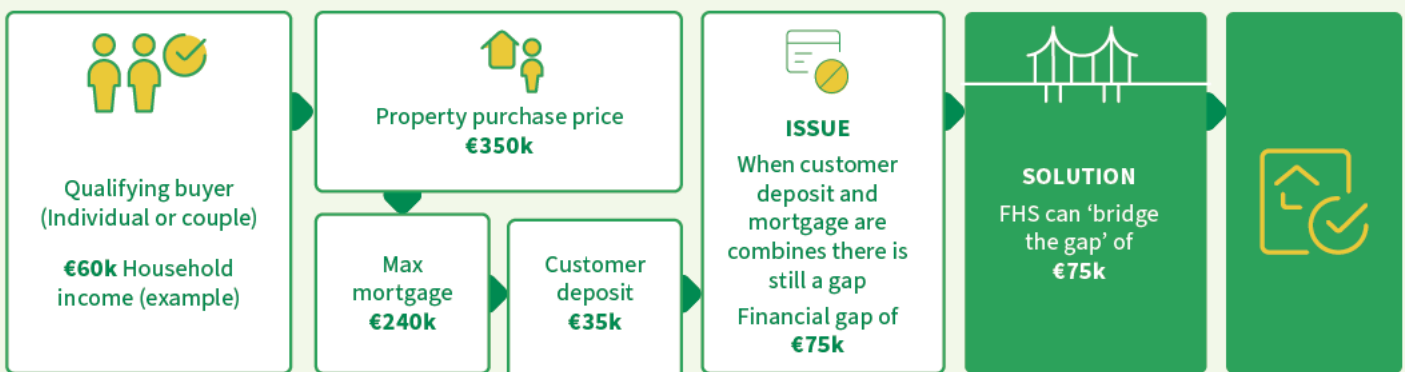 Qualifying buyer
(Individual or couple)
€60k Household
income (example)
Property purchase price
€350k
Max
mortgage
€240k
Customer
deposit
€35k
ISSUE
When customer
deposit and
mortgage are
combines there is
still a gap
Financial gap of
€75k
SOLUTION
FHS can ‘bridge
the gap’ of
€75k